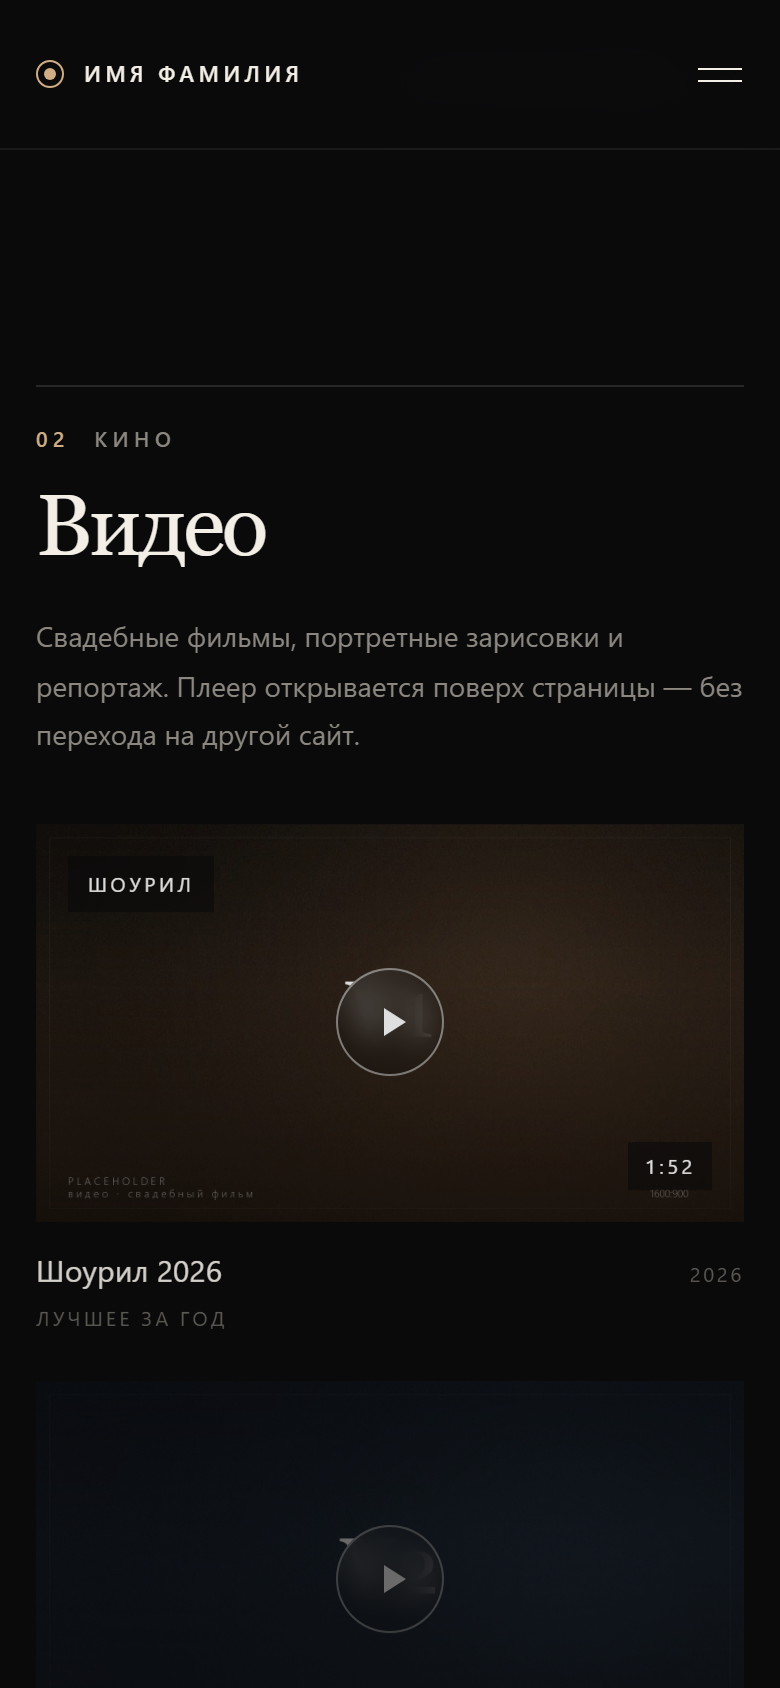 ИМЯ ФАМИЛИЯ
02 КИНО
Видео
Свадебные фильмы, портретные зарисовки и
репортаж. Плеер открывается поверх страницы — без
перехода на другой сайт.
ШОУРИЛ
1:52
PLACEHOLDER
видео · свадебный фильм
1600:900
Шоурил 2026
2026
ЛУЧШЕЕ ЗА ГОД